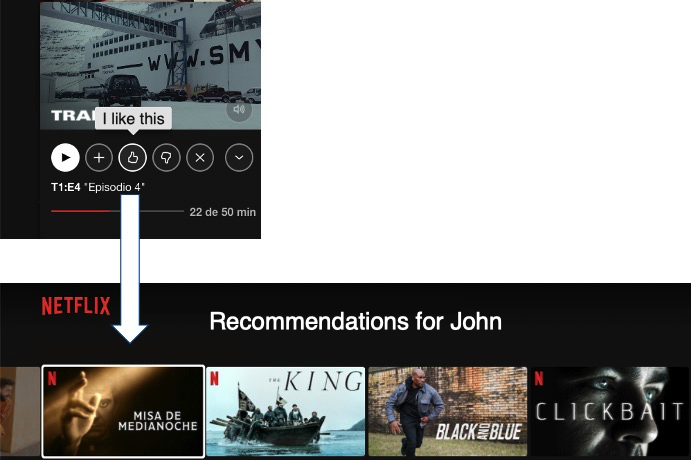 WWW.SMY
TRA
I like this
T1:E4 "Episodio 4"
22 de 50 min
NETFLIX
Recommendations for John
N
MISA DE
MEDIANOCHE
N
THE KING
BLACK AND BLUE
N
CLICKBAIT